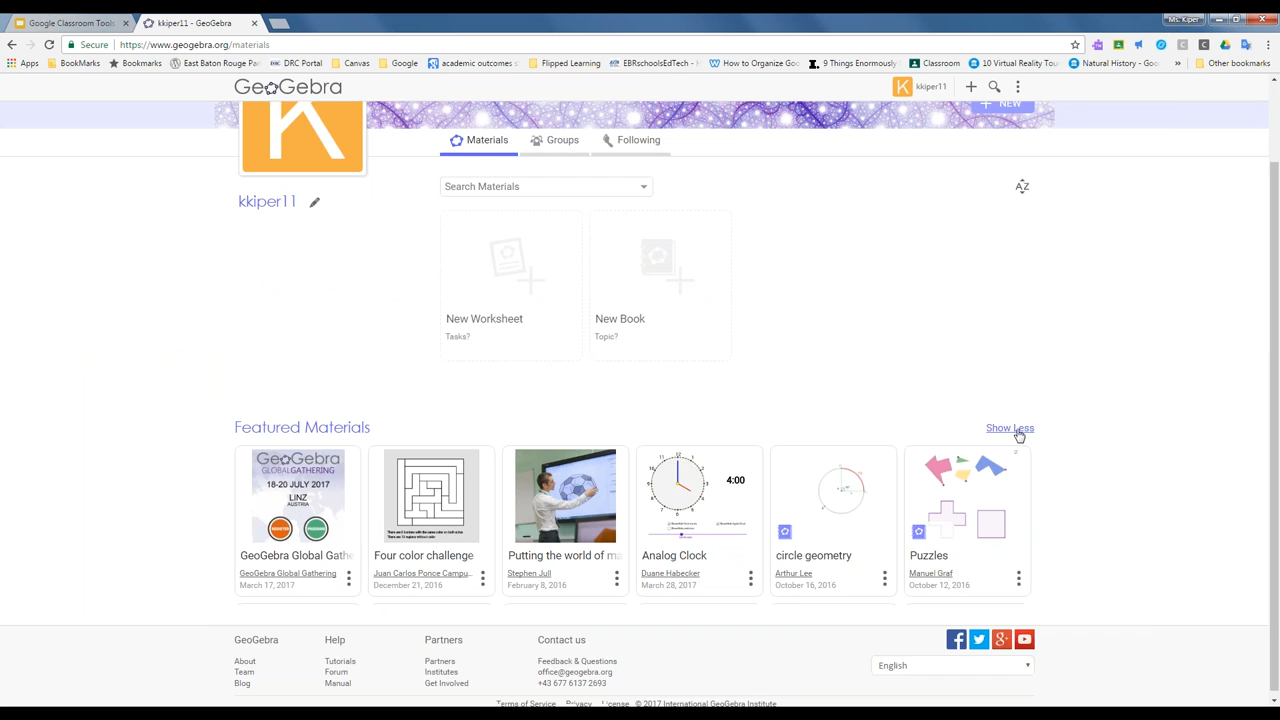 Google Classroom Tools
kkiper11 - GeoGebra
Ms. Kiper
Secure
https://www.geogebra.org/materials
Apps
BookMarks
Bookmarks
East Baton Rouge Par
DRC Portal
Canvas
Google
academic outcomes s
Flipped Learning
EBRschoolsEdTech - H
How to Organize Goo
9 Things Enormously
Classroom
10 Virtual Reality Tou
Natural History - Goo
Other bookmarks
GeoGebra
K kkiper11
K
NEW
Materials
Groups
Following
Search Materials
AZ
kkiper11
New Worksheet
Tasks?
New Book
Topic?
Featured Materials
Show Less
GeoGebra
GLOBALGATHERING
18-20 JULY 2017
LINZ
AUSTRIA
4:00
GeoGebra Global Gathe
GeoGebra Global Gathering
March 17, 2017
Four color challenge
Juan Carlos Ponce Campu...
December 21, 2016
Putting the world of ma
Stephen Jull
February 8, 2016
Analog Clock
Duane Habecker
March 28, 2017
circle geometry
Arthur Lee
October 16, 2016
Puzzles
Manuel Graf
October 12, 2016
GeoGebra
About
Team
Blog
Help
Tutorials
Forum
Manual
Partners
Partners
Institutes
Get Involved
Contact us
Feedback & Questions
office@geogebra.org
+43 677 6137 2693
English
Terms of Service Privacy License © 2017 International GeoGebra Institute